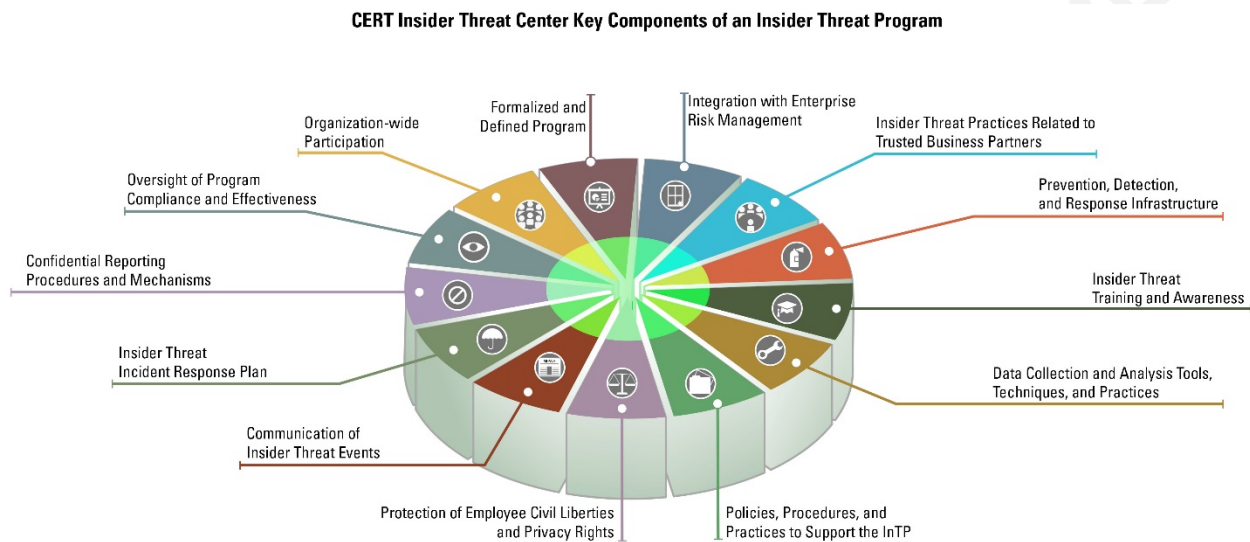 CERT Insider Threat Center Key Components of an Insider Threat Program
Formalized and
Defined Program
Integration with Enterprise
Risk Management
Organization-wide
Participation
Insider Threat Practices Related to
Trusted Business Partners
Oversight of Program
Compliance and Effectiveness
Prevention, Detection,
and Response Infrastructure
Confidential Reporting
Procedures and Mechanisms
Insider Threat
Training and Awareness
Insider Threat
Incident Response Plan
Data Collection and Analysis Tools,
Techniques, and Practices
Communication of
Insider Threat Events
Protection of Employee Civil Liberties
and Privacy Rights
Policies, Procedures, and
Practices to Support the InTP